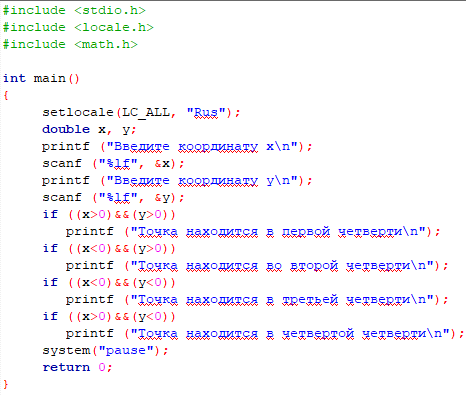 #include <stdio.h>
#include <locale.h>
#include <math.h>
int main()
{
setlocale(LC_ALL, "Rus");
double x, y;
printf ("Введите координату x\n");
scanf ("%lf", &x);
printf ("Введите координату y\n");
scanf ("%lf", &y);
if ((x>0)&&(y>0))
printf ("Точка находится в первой четверти\n");
if ((x<0)&&(y>0))
printf ("Точка находится во второй четверти\n");
if ((x<0)&&(y<0))
printf ("Точка находится в третьей четверти\n");
if ((x>0)&&(y<0))
printf ("Точка находится в четвертой четверти\n");
system("pause");
return 0;
}